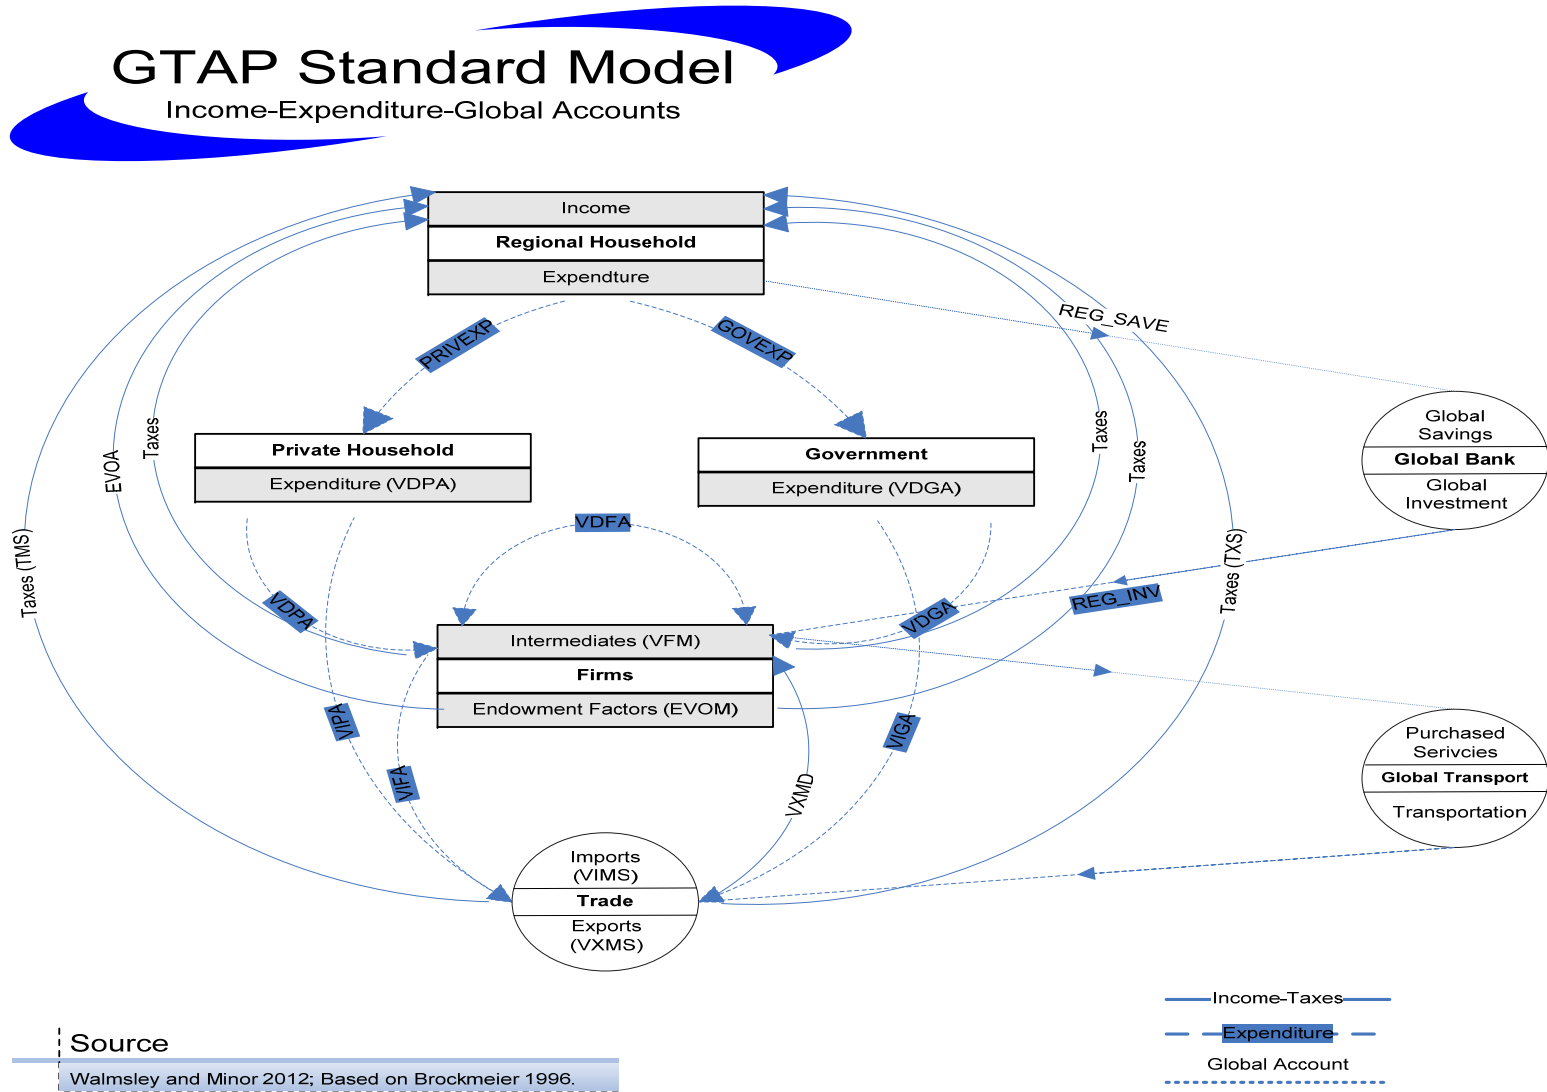 GTAP Standard Model
Income-Expenditure-Global Accounts
Income
Regional Household
Expendture
REG_SAVE
PRIVEXP
GOVEXP
Global
Savings
Global Bank
Global
Investment
Taxes
EVOA
Taxes
Taxes
Private Household
Expenditure (VDPA)
Government
Expenditure (VDGA)
VDFA
Taxes (TMS)
Taxes (TXS)
VDPA
VDGA
REG_INV
Intermediates (VFM)
Firms
Endowment Factors (EVOM)
VIPA
VIFA
VIGA
VXMD
Purchased
Serivcies
Global Transport
Transportation
Imports
(VIMS)
Trade
Exports
(VXMS)
Income-Taxes
Expenditure
Global Account
Source
Walmsley and Minor 2012; Based on Brockmeier 1996.